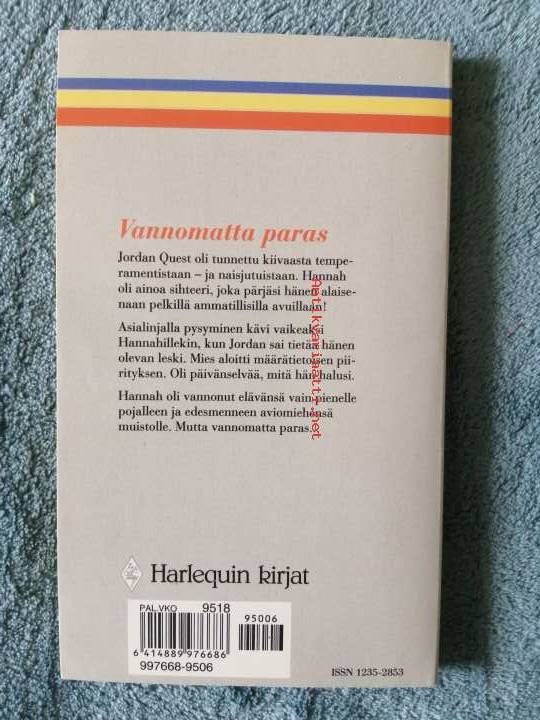 Vannomatta paras
Jordan Quest oli tunnettu kiivaasta tempe-
ramentistaan – ja naisjutuistaan. Hannah
oli ainoa sihteeri, joka pärjäsi hänen alaise-
naan pelkillä ammatillisilla avuillaan!
Asialinjalla pysyminen kävi vaikeaksi
Hannahillekin, kun Jordan sai tietää hänen
olevan leski. Mies aloitti määrätietoisen pii-
rityksen. Oli päivänselvää, mitä hän halusi.
Hannah oli vannonut elävänsä vain pienelle
pojalleen ja edesmenneen aviomiehensä
muistolle. Mutta vannomatta paras...
Antikvariaatti.net
Harlequin kirjat
PAL.VKO 9518
95006
6 414889 976686
997668-9506
ISSN 1235-2853